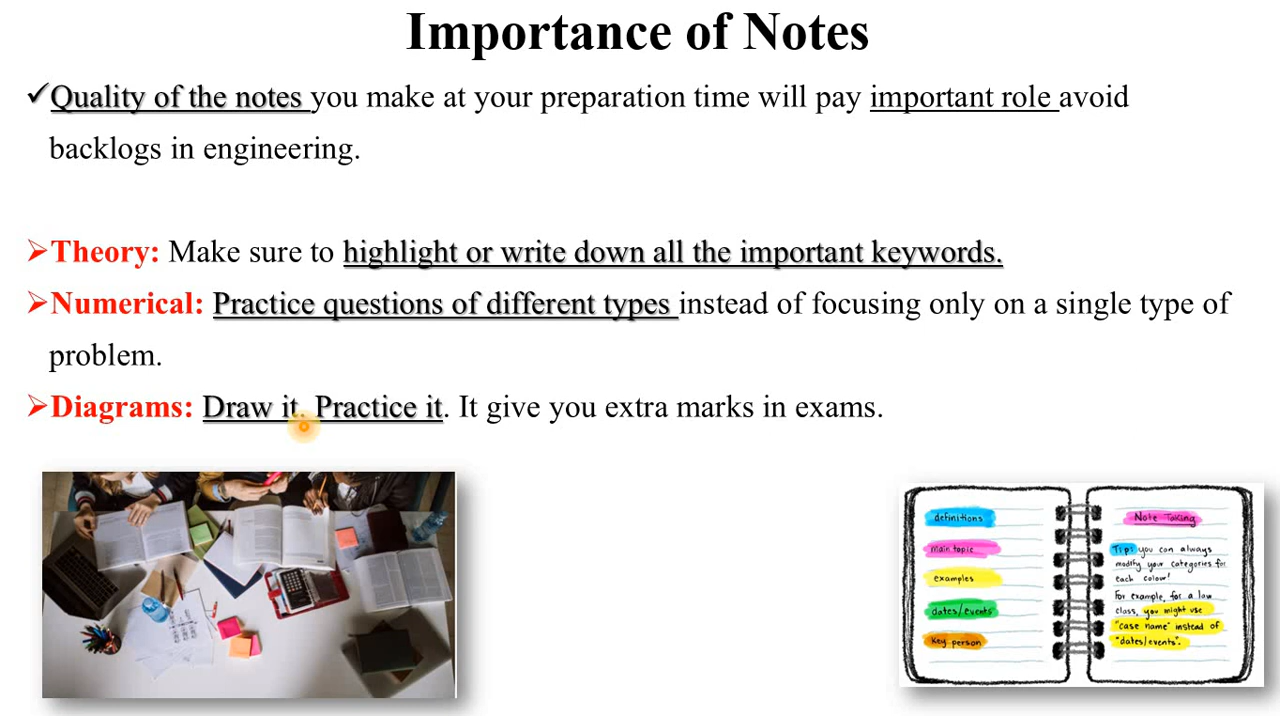 Importance of Notes
✓Quality of the notes you make at your preparation time will pay important role avoid
backlogs in engineering.
➢Theory: Make sure to highlight or write down all the important keywords.
➢Numerical: Practice questions of different types instead of focusing only on a single type of
problem.
➢Diagrams: Draw it. Practice it. It give you extra marks in exams.
definitions
main topic
examples
dates/events
key person
Note Taking
Tip: you can always
modify your categories for
each colour!
For example, for a law
class, you might use
"case name" instead of
"dates/events".